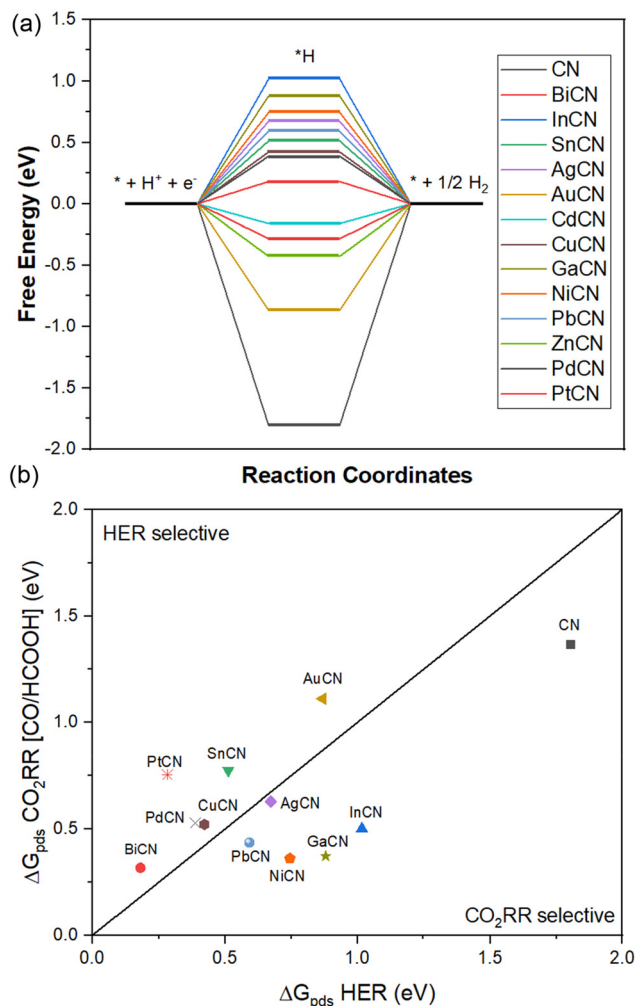 (a)
1.5
1.0
0.5
0.0
-0.5
-1.0
-1.5
-2.0
Free Energy (eV)
*H
* + H⁺ + e⁻
* + 1/2 H₂
CN
BiCN
InCN
SnCN
AgCN
AuCN
CdCN
CuCN
GaCN
NiCN
PbCN
ZnCN
PdCN
PtCN
Reaction Coordinates
(b)
2.0
1.5
1.0
0.5
0.0
ΔG_pds CO₂RR [CO/HCOOH] (eV)
HER selective
CN
AuCN
PtCN
SnCN
PdCN
CuCN
AgCN
InCN
BiCN
PbCN
GaCN
NiCN
CO₂RR selective
0.0 0.5 1.0 1.5 2.0
ΔG_pds HER (eV)